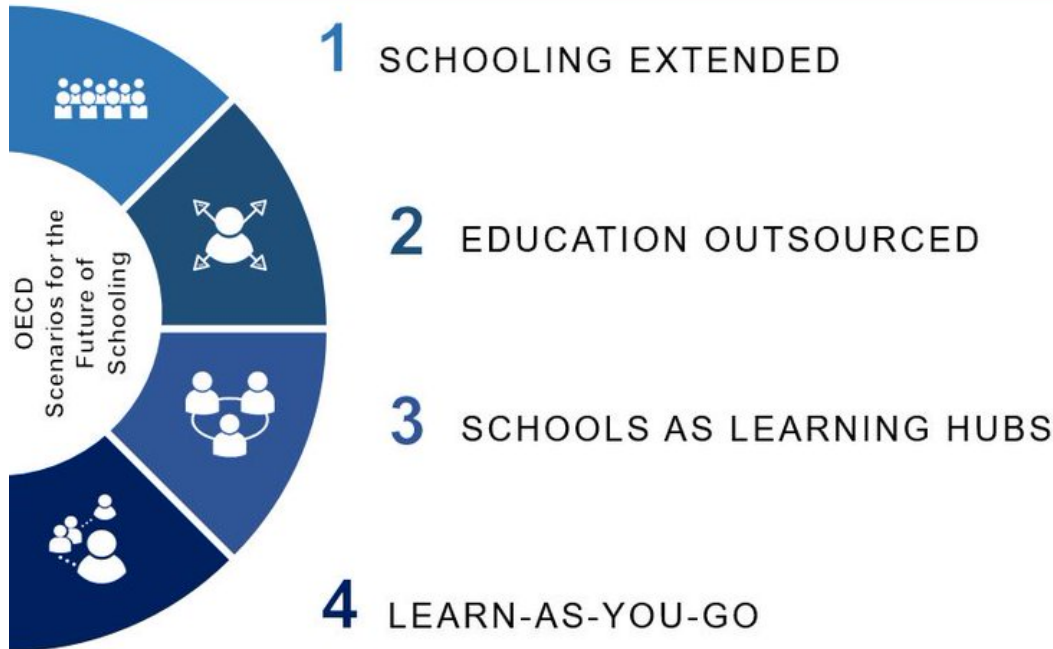 1 SCHOOLING EXTENDED
2 EDUCATION OUTSOURCED
OECD
Scenarios for the
Future of
Schooling
3 SCHOOLS AS LEARNING HUBS
4 LEARN-AS-YOU-GO